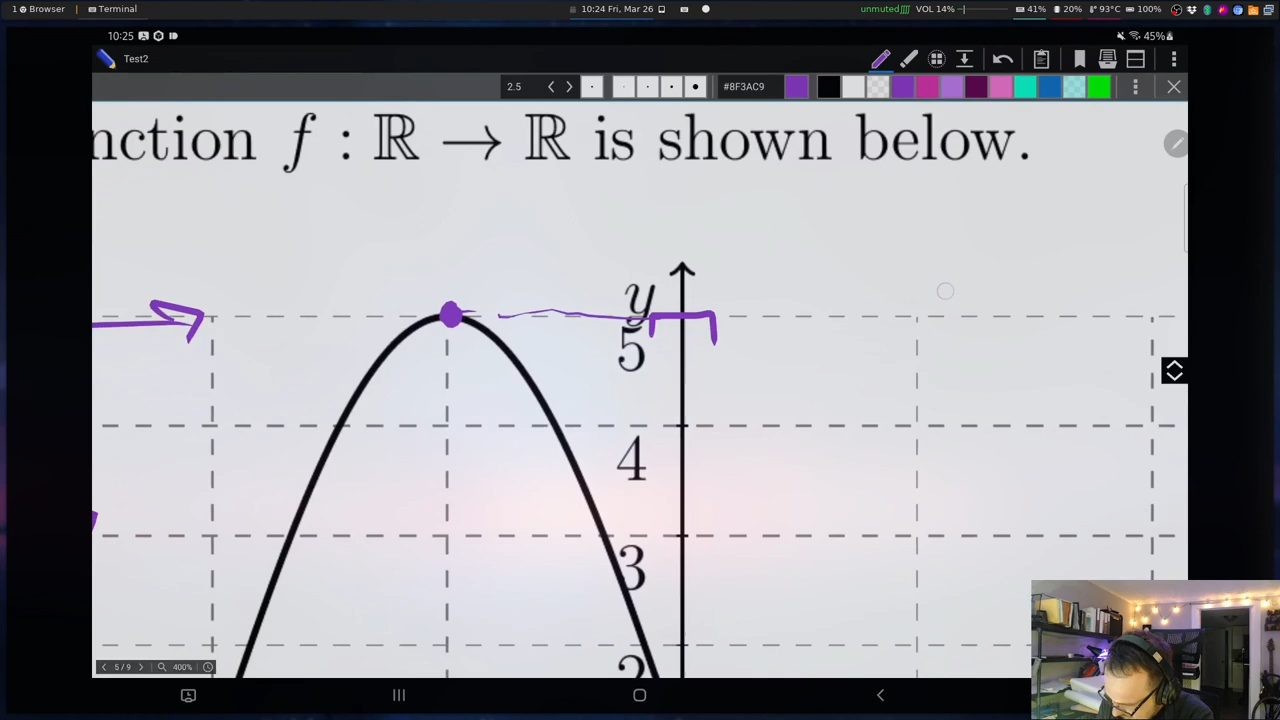 1 Browser Terminal 10:24 Fri, Mar 26 unmuted VOL 14% 41% 20% 93°C 100%
10:25 45%
Test2
2.5 #8F3AC9
nction f : ℝ → ℝ is shown below.
y
5
4
3
2
5 / 9 400%